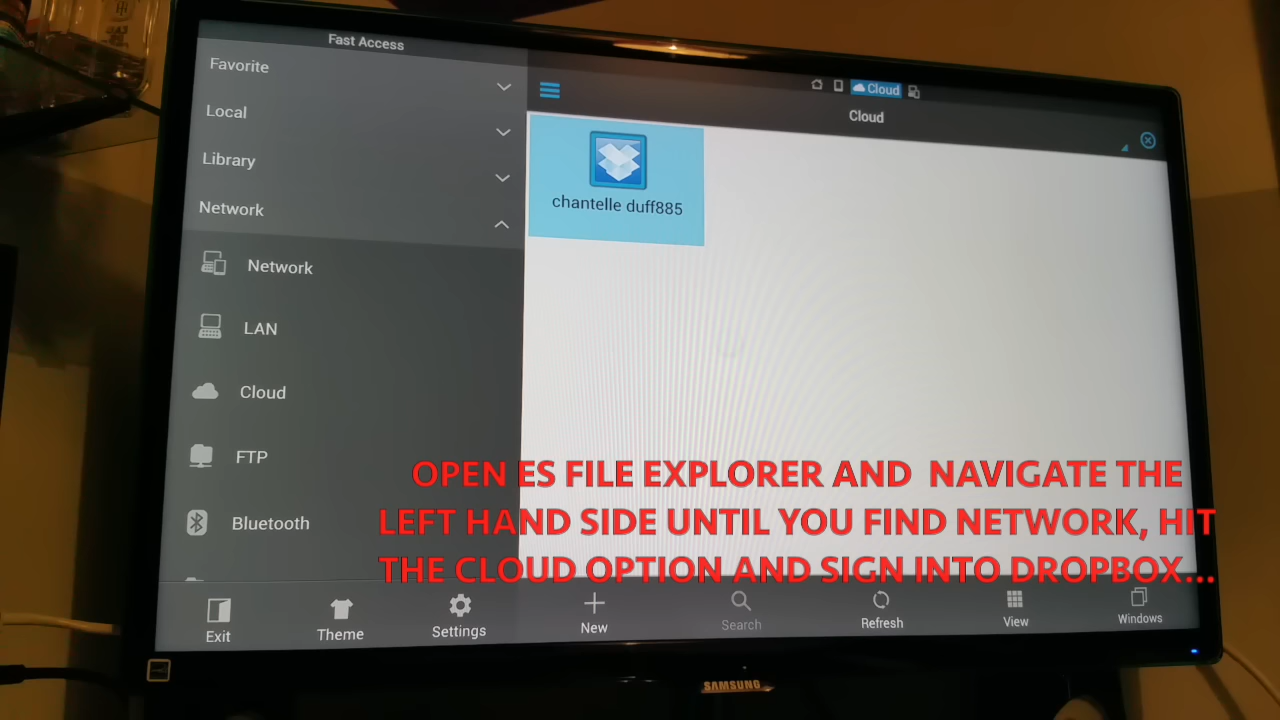 Fast Access
Favorite
Local
Library
Network
Network
LAN
Cloud
FTP
Bluetooth
Cloud
Cloud
chantelle duff885
OPEN ES FILE EXPLORER AND NAVIGATE THE
LEFT HAND SIDE UNTIL YOU FIND NETWORK, HIT
THE CLOUD OPTION AND SIGN INTO DROPBOX...
Exit
Theme
Settings
New
Search
Refresh
View
Windows
SAMSUNG